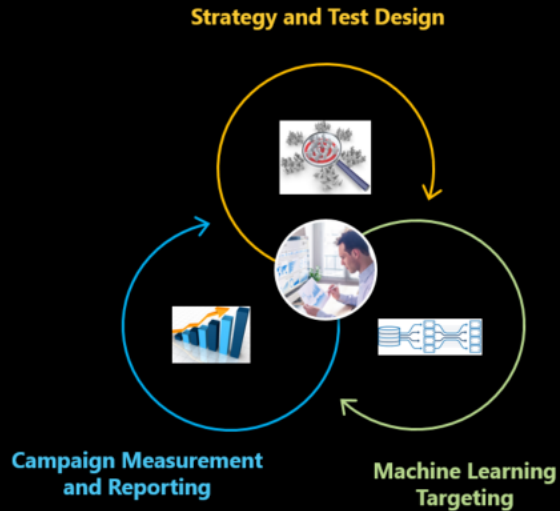 Strategy and Test Design
Campaign Measurement
and Reporting
Machine Learning
Targeting